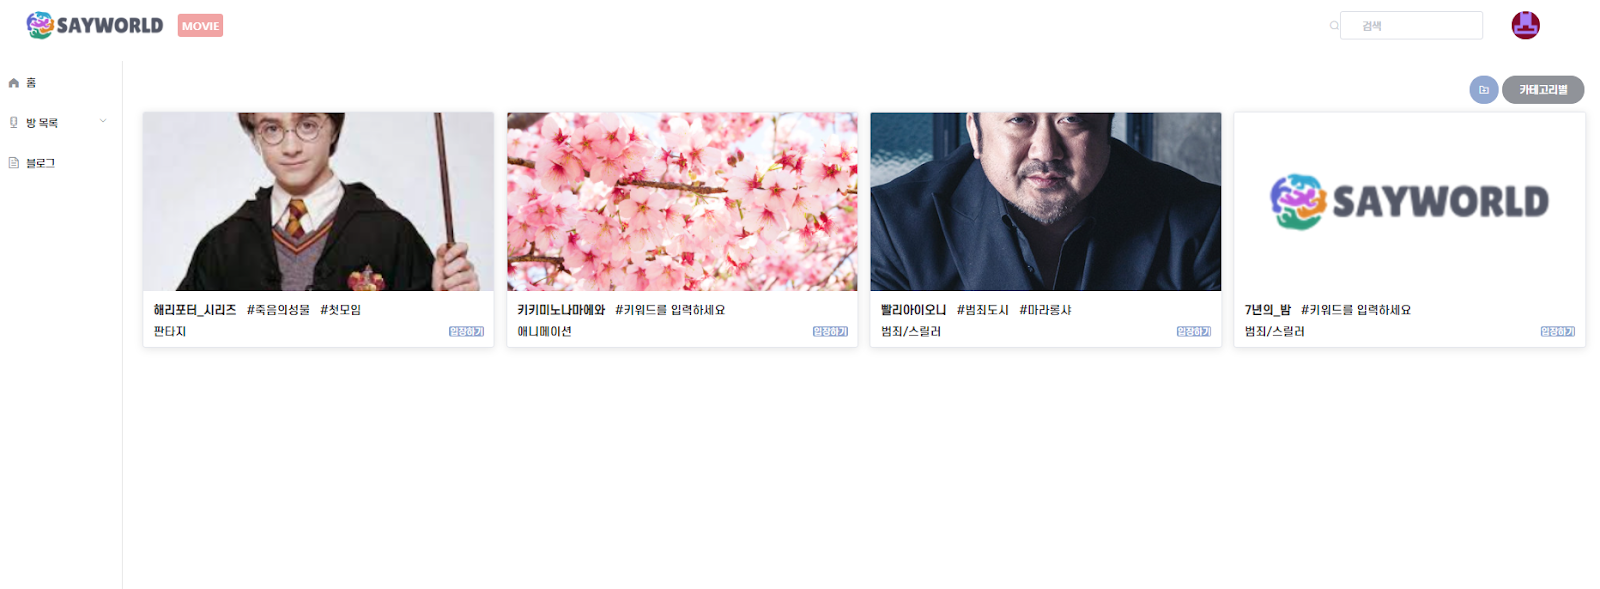 SAYWORLD MOVIE 검색
홈
방 목록
블로그
카테고리별
SAYWORLD
해리포터_시리즈 #죽음의성물 #첫모임
판타지 입장하기
키키미노나마에와 #키워드를 입력하세요
애니메이션 입장하기
빨리아이오니 #범죄도시 #마라롱샤
범죄/스릴러 입장하기
7년의_밤 #키워드를 입력하세요
범죄/스릴러 입장하기